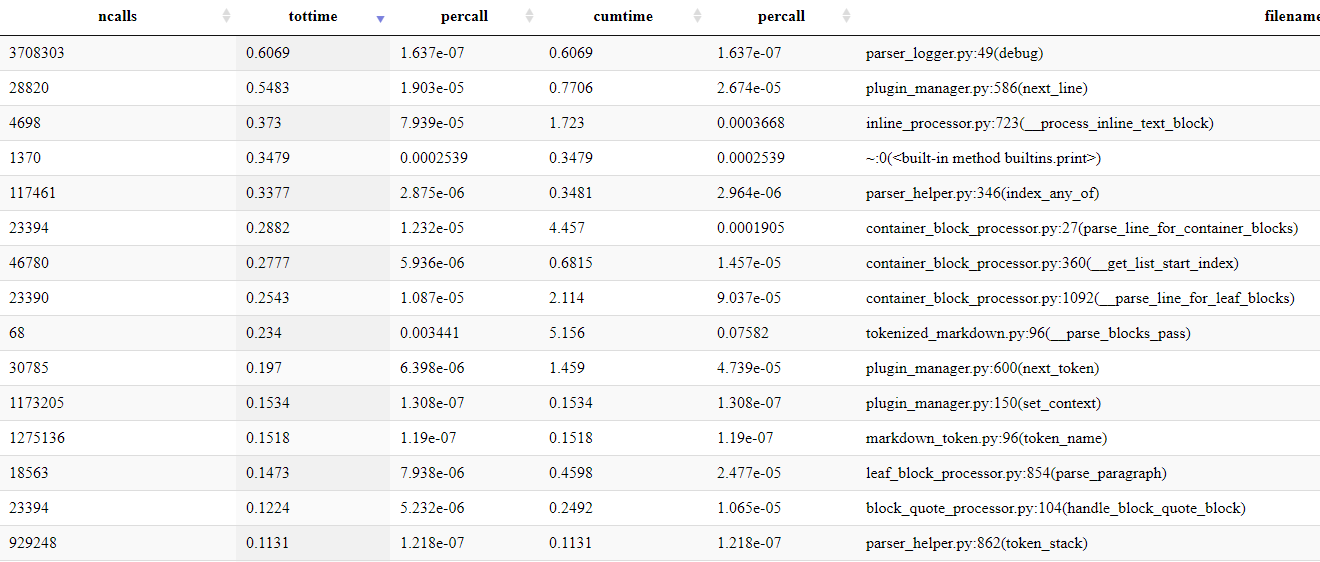 ncalls tottime percall cumtime percall filename
3708303 0.6069 1.637e-07 0.6069 1.637e-07 parser_logger.py:49(debug)
28820 0.5483 1.903e-05 0.7706 2.674e-05 plugin_manager.py:586(next_line)
4698 0.373 7.939e-05 1.723 0.0003668 inline_processor.py:723(__process_inline_text_block)
1370 0.3479 0.0002539 0.3479 0.0002539 ~:0(<built-in method builtins.print>)
117461 0.3377 2.875e-06 0.3481 2.964e-06 parser_helper.py:346(index_any_of)
23394 0.2882 1.232e-05 4.457 0.0001905 container_block_processor.py:27(parse_line_for_container_blocks)
46780 0.2777 5.936e-06 0.6815 1.457e-05 container_block_processor.py:360(__get_list_start_index)
23390 0.2543 1.087e-05 2.114 9.037e-05 container_block_processor.py:1092(__parse_line_for_leaf_blocks)
68 0.234 0.003441 5.156 0.07582 tokenized_markdown.py:96(__parse_blocks_pass)
30785 0.197 6.398e-06 1.459 4.739e-05 plugin_manager.py:600(next_token)
1173205 0.1534 1.308e-07 0.1534 1.308e-07 plugin_manager.py:150(set_context)
1275136 0.1518 1.19e-07 0.1518 1.19e-07 markdown_token.py:96(token_name)
18563 0.1473 7.938e-06 0.4598 2.477e-05 leaf_block_processor.py:854(parse_paragraph)
23394 0.1224 5.232e-06 0.2492 1.065e-05 block_quote_processor.py:104(handle_block_quote_block)
929248 0.1131 1.218e-07 0.1131 1.218e-07 parser_helper.py:862(token_stack)